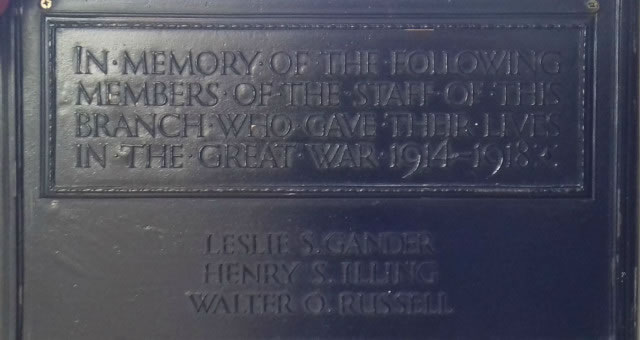 IN·MEMORY·OF·THE·FOLLOWING
MEMBERS·OF·THE·STAFF·OF·THIS
BRANCH·WHO·GAVE·THEIR·LIVES
IN·THE·GREAT·WAR·1914–1918
LESLIE S. GANDER
HENRY S. ILLING
WALTER O. RUSSELL